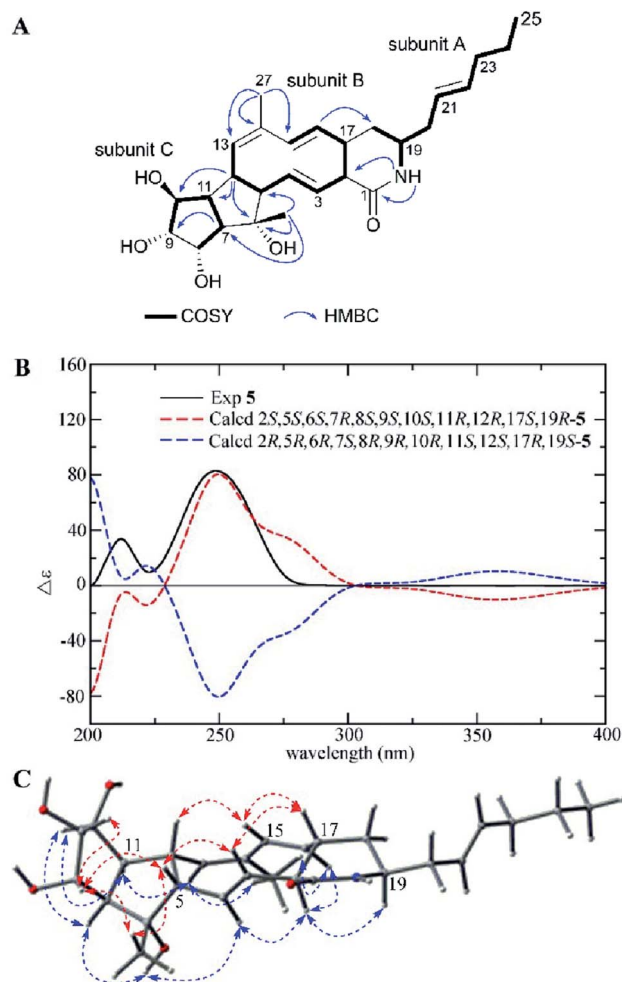 A
25
subunit A
23
27
subunit B
21
17
19
13
subunit C
NH
HO
11
3
1
O
HO
9
7
OH
OH
COSY
HMBC
B
160
120
80
40
0
-40
-80
Δε
Exp 5
Calcd 2S,5S,6S,7R,8S,9S,10S,11R,12R,17S,19R-5
Calcd 2R,5R,6R,7S,8R,9R,10R,11S,12S,17R,19S-5
200
250
300
350
400
wavelength (nm)
C
11
15
17
5
19